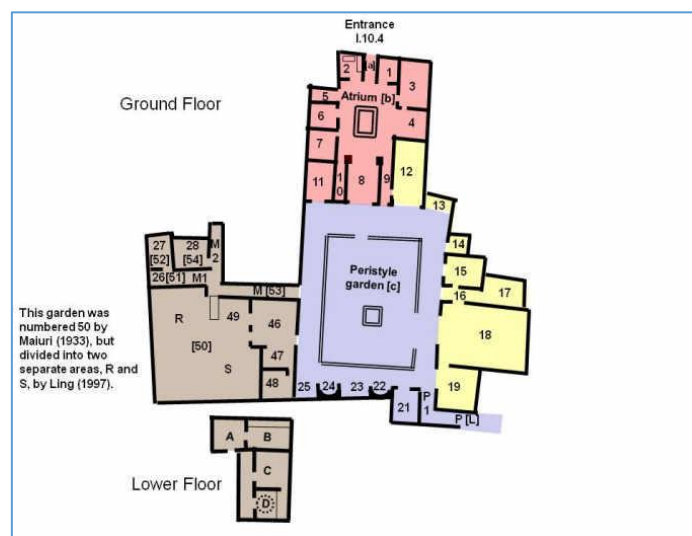 Entrance
I.10.4
Ground Floor
2
[a]
1
3
5
Atrium [b]
6
4
7
11
10
8
9
12
13
14
15
16
17
18
19
Peristyle
garden [c]
27
[52]
28
[54]
M
2
26[51]
M1
M [53]
This garden was
numbered 50 by
Maiuri (1933), but
divided into two
separate areas, R and
S, by Ling (1997).
R
49
46
[50]
S
47
48
25
24
23
22
21
P
1
P [L]
A
B
C
D
Lower Floor